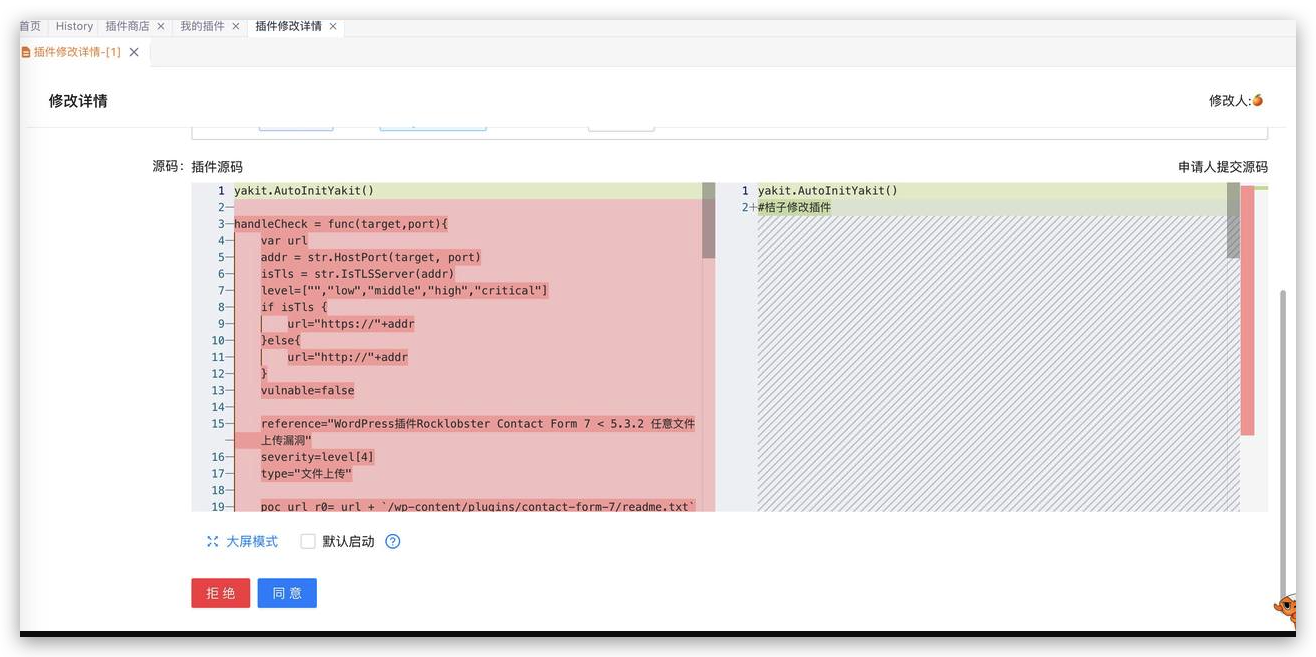 首页 History 插件商店 × 我的插件 × 插件修改详情 ×
插件修改详情-[1] ×
修改详情 修改人:
源码: 插件源码 申请人提交源码
1 yakit.AutoInitYakit()
2-
3-handleCheck = func(target,port){
4- var url
5- addr = str.HostPort(target, port)
6- isTls = str.IsTLSServer(addr)
7- level=["","low","middle","high","critical"]
8- if isTls {
9- url="https://"+addr
10- }else{
11- url="http://"+addr
12- }
13- vulnable=false
14-
15- reference="WordPress插件Rocklobster Contact Form 7 < 5.3.2 任意文件
- 上传漏洞"
16- severity=level[4]
17- type="文件上传"
18-
19- poc_url_r0= url + `/wp-content/plugins/contact-form-7/readme.txt`
1 yakit.AutoInitYakit()
2+#桔子修改插件
大屏模式 默认启动 ?
拒绝 同意